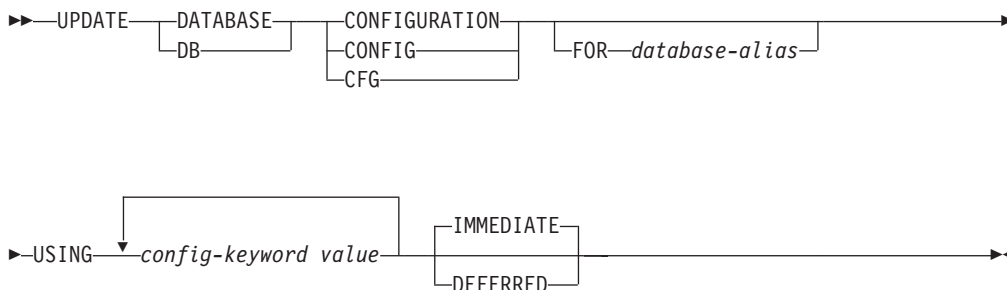 UPDATE DATABASE CONFIGURATION
DB CONFIG FOR database-alias
CFG
USING config-keyword value IMMEDIATE
DEFERRED